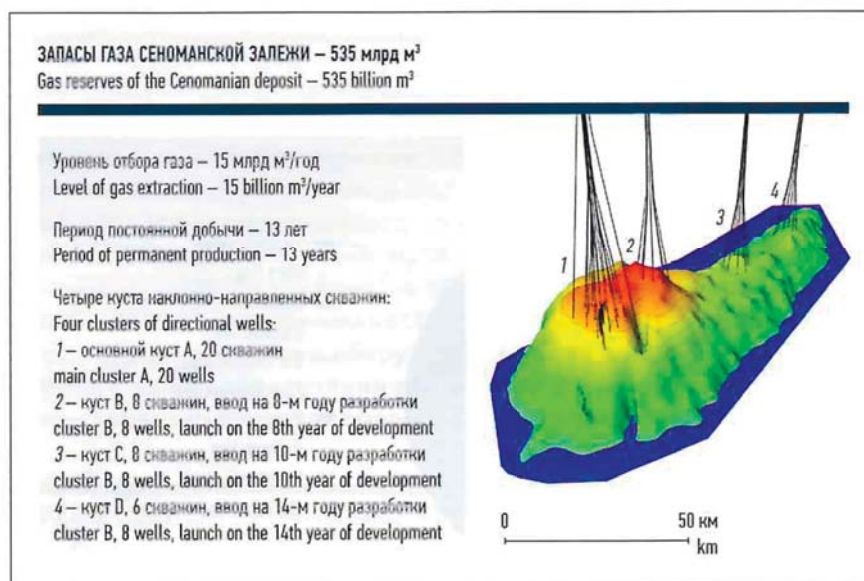 ЗАПАСЫ ГАЗА СЕНОМАНСКОЙ ЗАЛЕЖИ – 535 млрд м³
Gas reserves of the Cenomanian deposit – 535 billion m³
Уровень отбора газа – 15 млрд м³/год
Level of gas extraction – 15 billion m³/year
Период постоянной добычи – 13 лет
Period of permanent production – 13 years
Четыре куста наклонно-направленных скважин:
Four clusters of directional wells:
1 – основной куст А, 20 скважин
main cluster A, 20 wells
2 – куст В, 8 скважин, ввод на 8-м году разработки
cluster B, 8 wells, launch on the 8th year of development
3 – куст С, 8 скважин, ввод на 10-м году разработки
cluster B, 8 wells, launch on the 10th year of development
4 – куст D, 6 скважин, ввод на 14-м году разработки
cluster B, 8 wells, launch on the 14th year of development
1
2
3
4
0 50 км
km